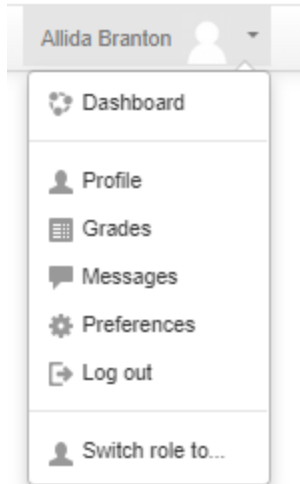 Allida Branton
Dashboard
Profile
Grades
Messages
Preferences
Log out
Switch role to...